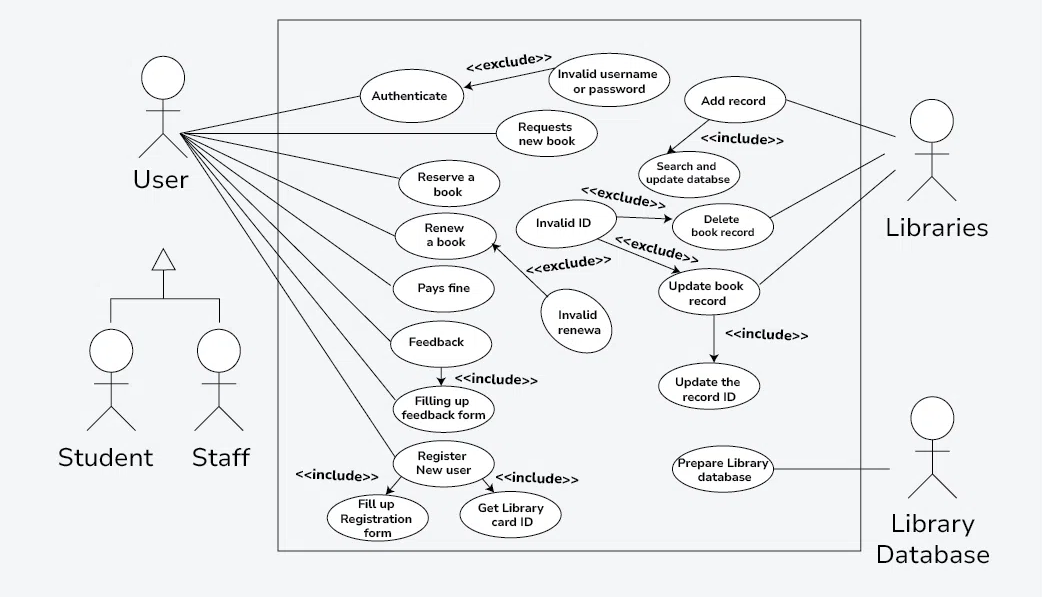 <<exclude>>
Invalid username
or password
Authenticate
Add record
Requests
new book
<<include>>
User
Search and
update databse
Reserve a
book
<<exclude>>
Libraries
Invalid ID
Delete
book record
Renew
a book
<<exclude>>
<<exclude>>
Pays fine
Update book
record
Invalid
renewa
<<include>>
Feedback
<<include>>
Update the
record ID
Filling up
feedback form
Student
Staff
Register
New user
Prepare Library
database
<<include>>
<<include>>
Fill up
Registration
form
Get Library
card ID
Library
Database